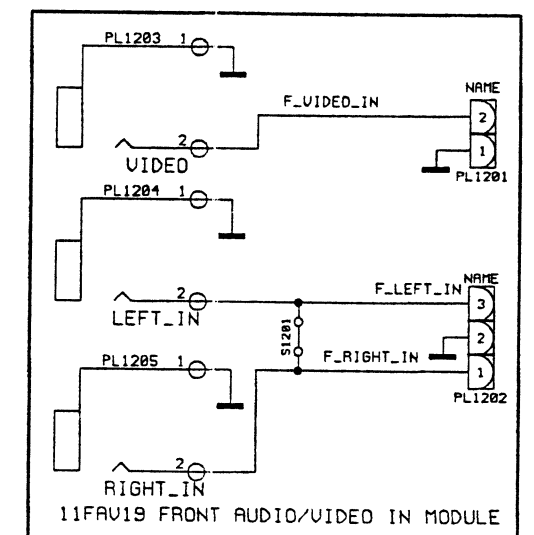 PL1203 1
NAME
F_VIDEO_IN
2
1
2
VIDEO
PL1201
PL1204 1
NAME
F_LEFT_IN
2
3
LEFT_IN
S1201
2
F_RIGHT_IN
PL1205 1
1
PL1202
2
RIGHT_IN
11FAV19 FRONT AUDIO/VIDEO IN MODULE